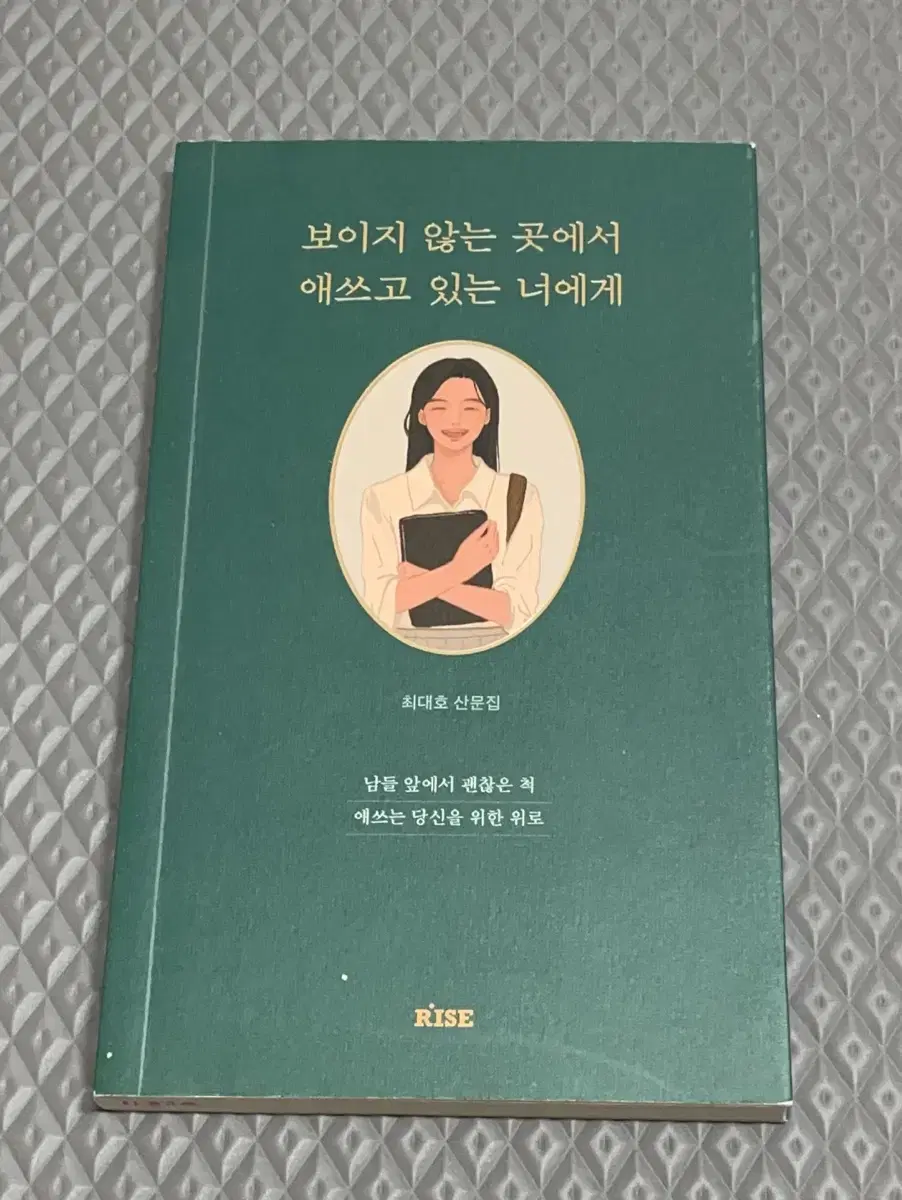 보이지 않는 곳에서
애쓰고 있는 너에게
최대호 산문집
남들 앞에서 괜찮은 척
애쓰는 당신을 위한 위로
RISE